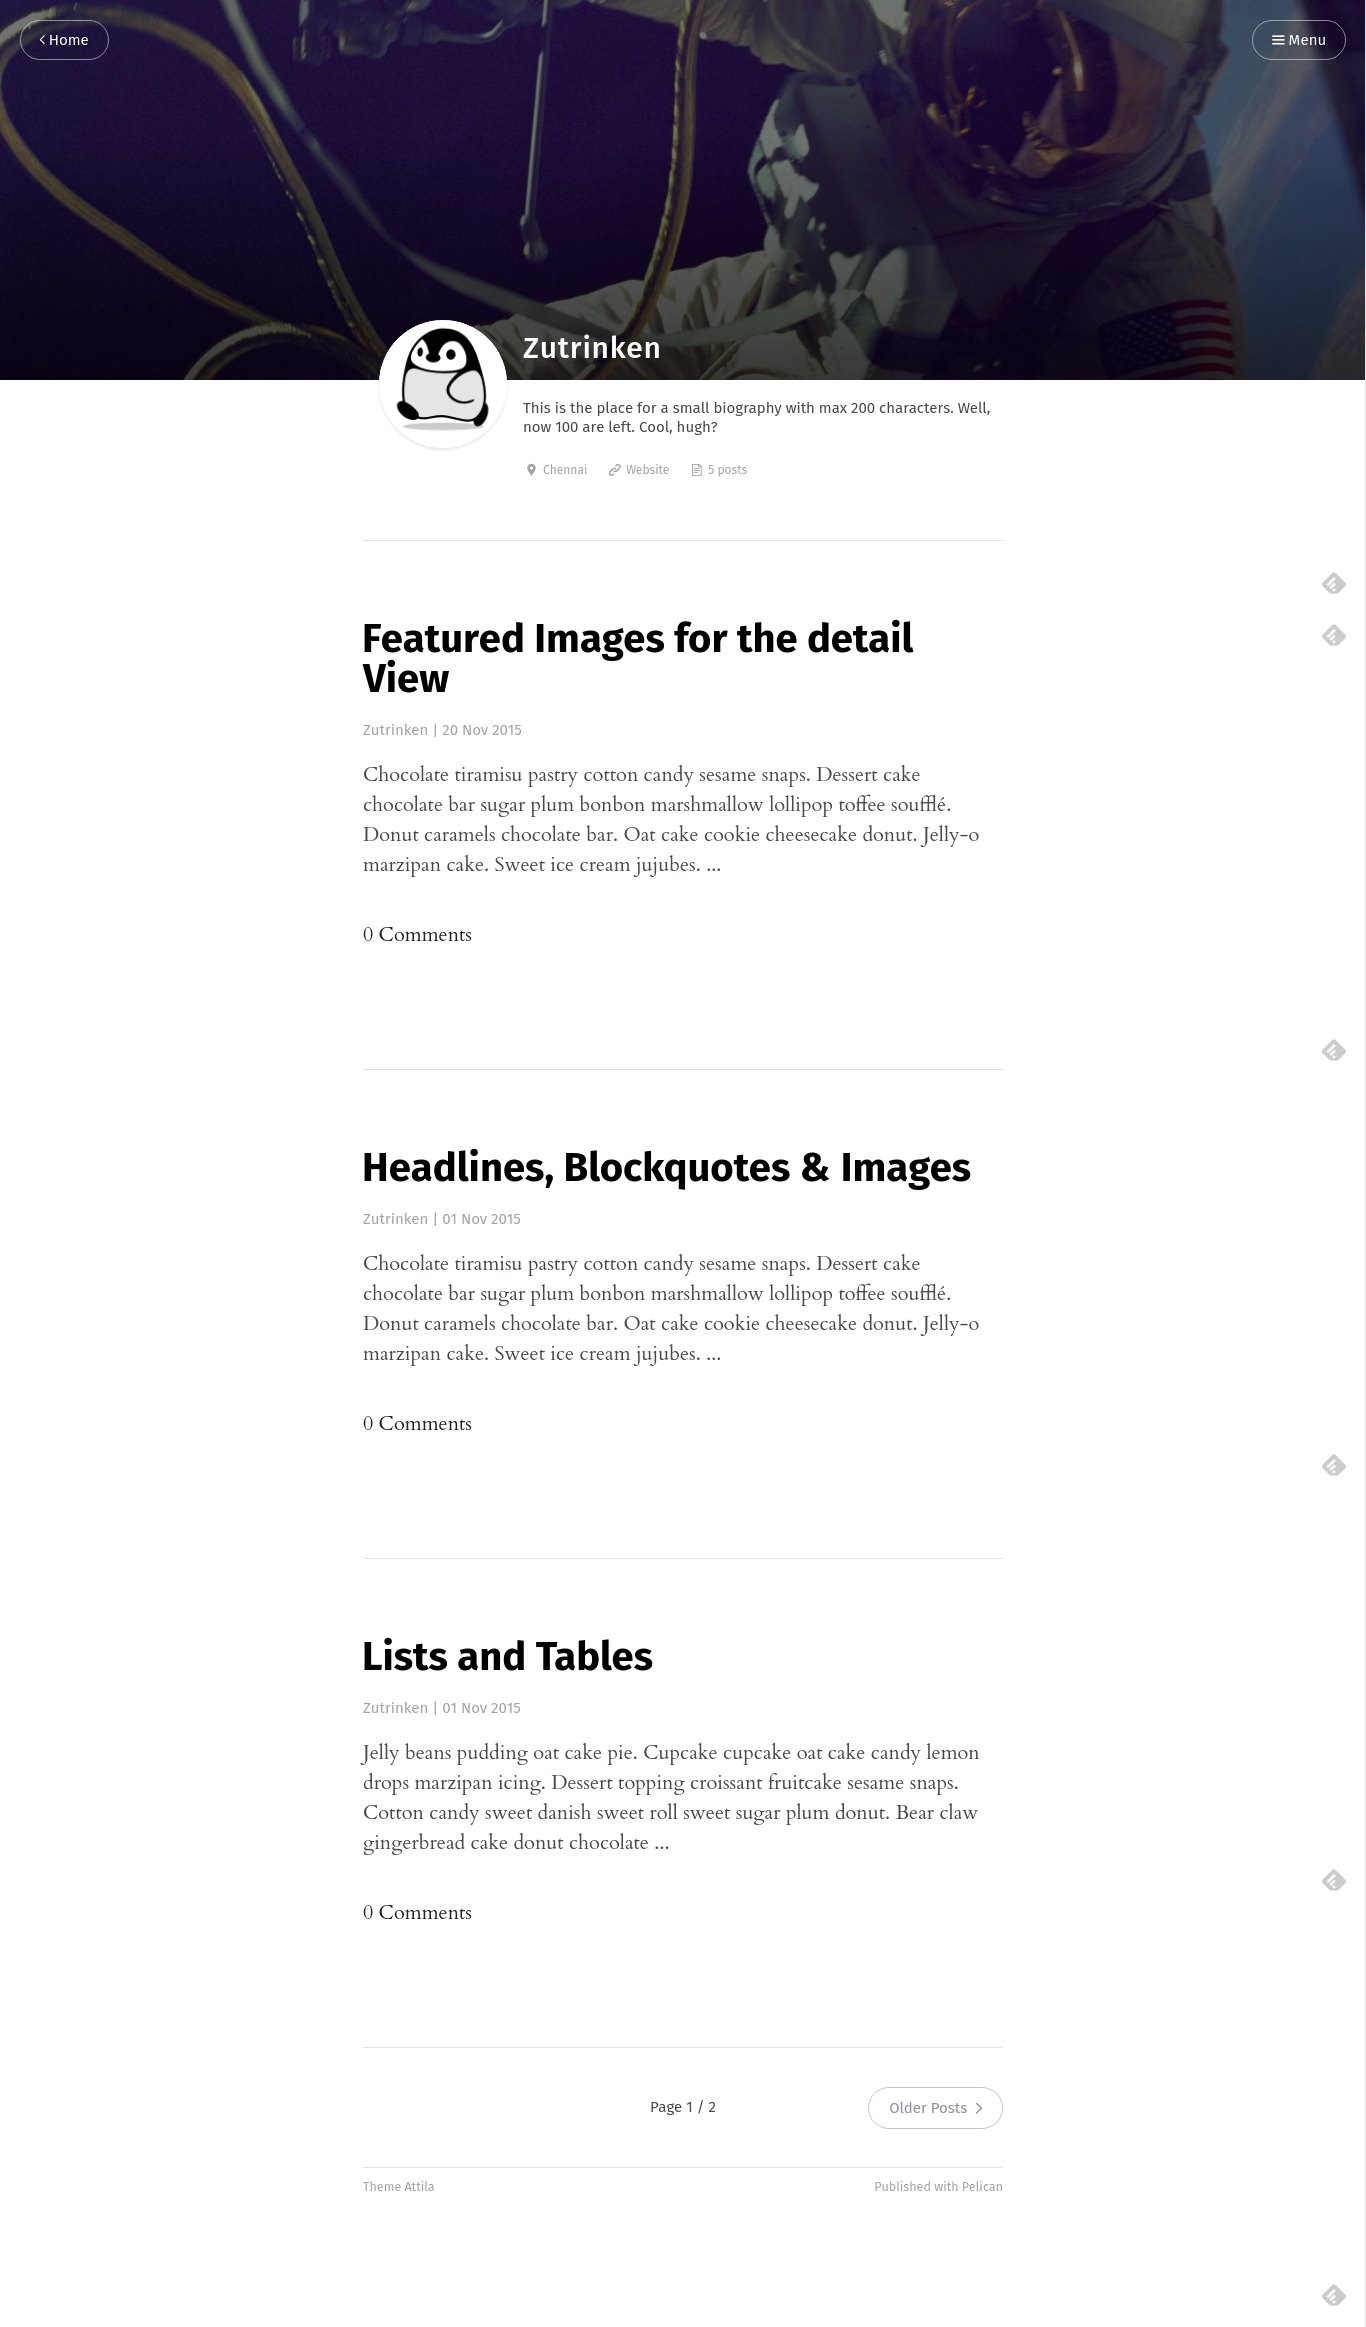 Home
Menu
Zutrinken
This is the place for a small biography with max 200 characters. Well,
now 100 are left. Cool, hugh?
Chennai Website 5 posts
Featured Images for the detail
View
Zutrinken | 20 Nov 2015
Chocolate tiramisu pastry cotton candy sesame snaps. Dessert cake
chocolate bar sugar plum bonbon marshmallow lollipop toffee soufflé.
Donut caramels chocolate bar. Oat cake cookie cheesecake donut. Jelly-o
marzipan cake. Sweet ice cream jujubes. ...
0 Comments
Headlines, Blockquotes & Images
Zutrinken | 01 Nov 2015
Chocolate tiramisu pastry cotton candy sesame snaps. Dessert cake
chocolate bar sugar plum bonbon marshmallow lollipop toffee soufflé.
Donut caramels chocolate bar. Oat cake cookie cheesecake donut. Jelly-o
marzipan cake. Sweet ice cream jujubes. ...
0 Comments
Lists and Tables
Zutrinken | 01 Nov 2015
Jelly beans pudding oat cake pie. Cupcake cupcake oat cake candy lemon
drops marzipan icing. Dessert topping croissant fruitcake sesame snaps.
Cotton candy sweet danish sweet roll sweet sugar plum donut. Bear claw
gingerbread cake donut chocolate ...
0 Comments
Page 1 / 2
Older Posts
Theme Attila
Published with Pelican